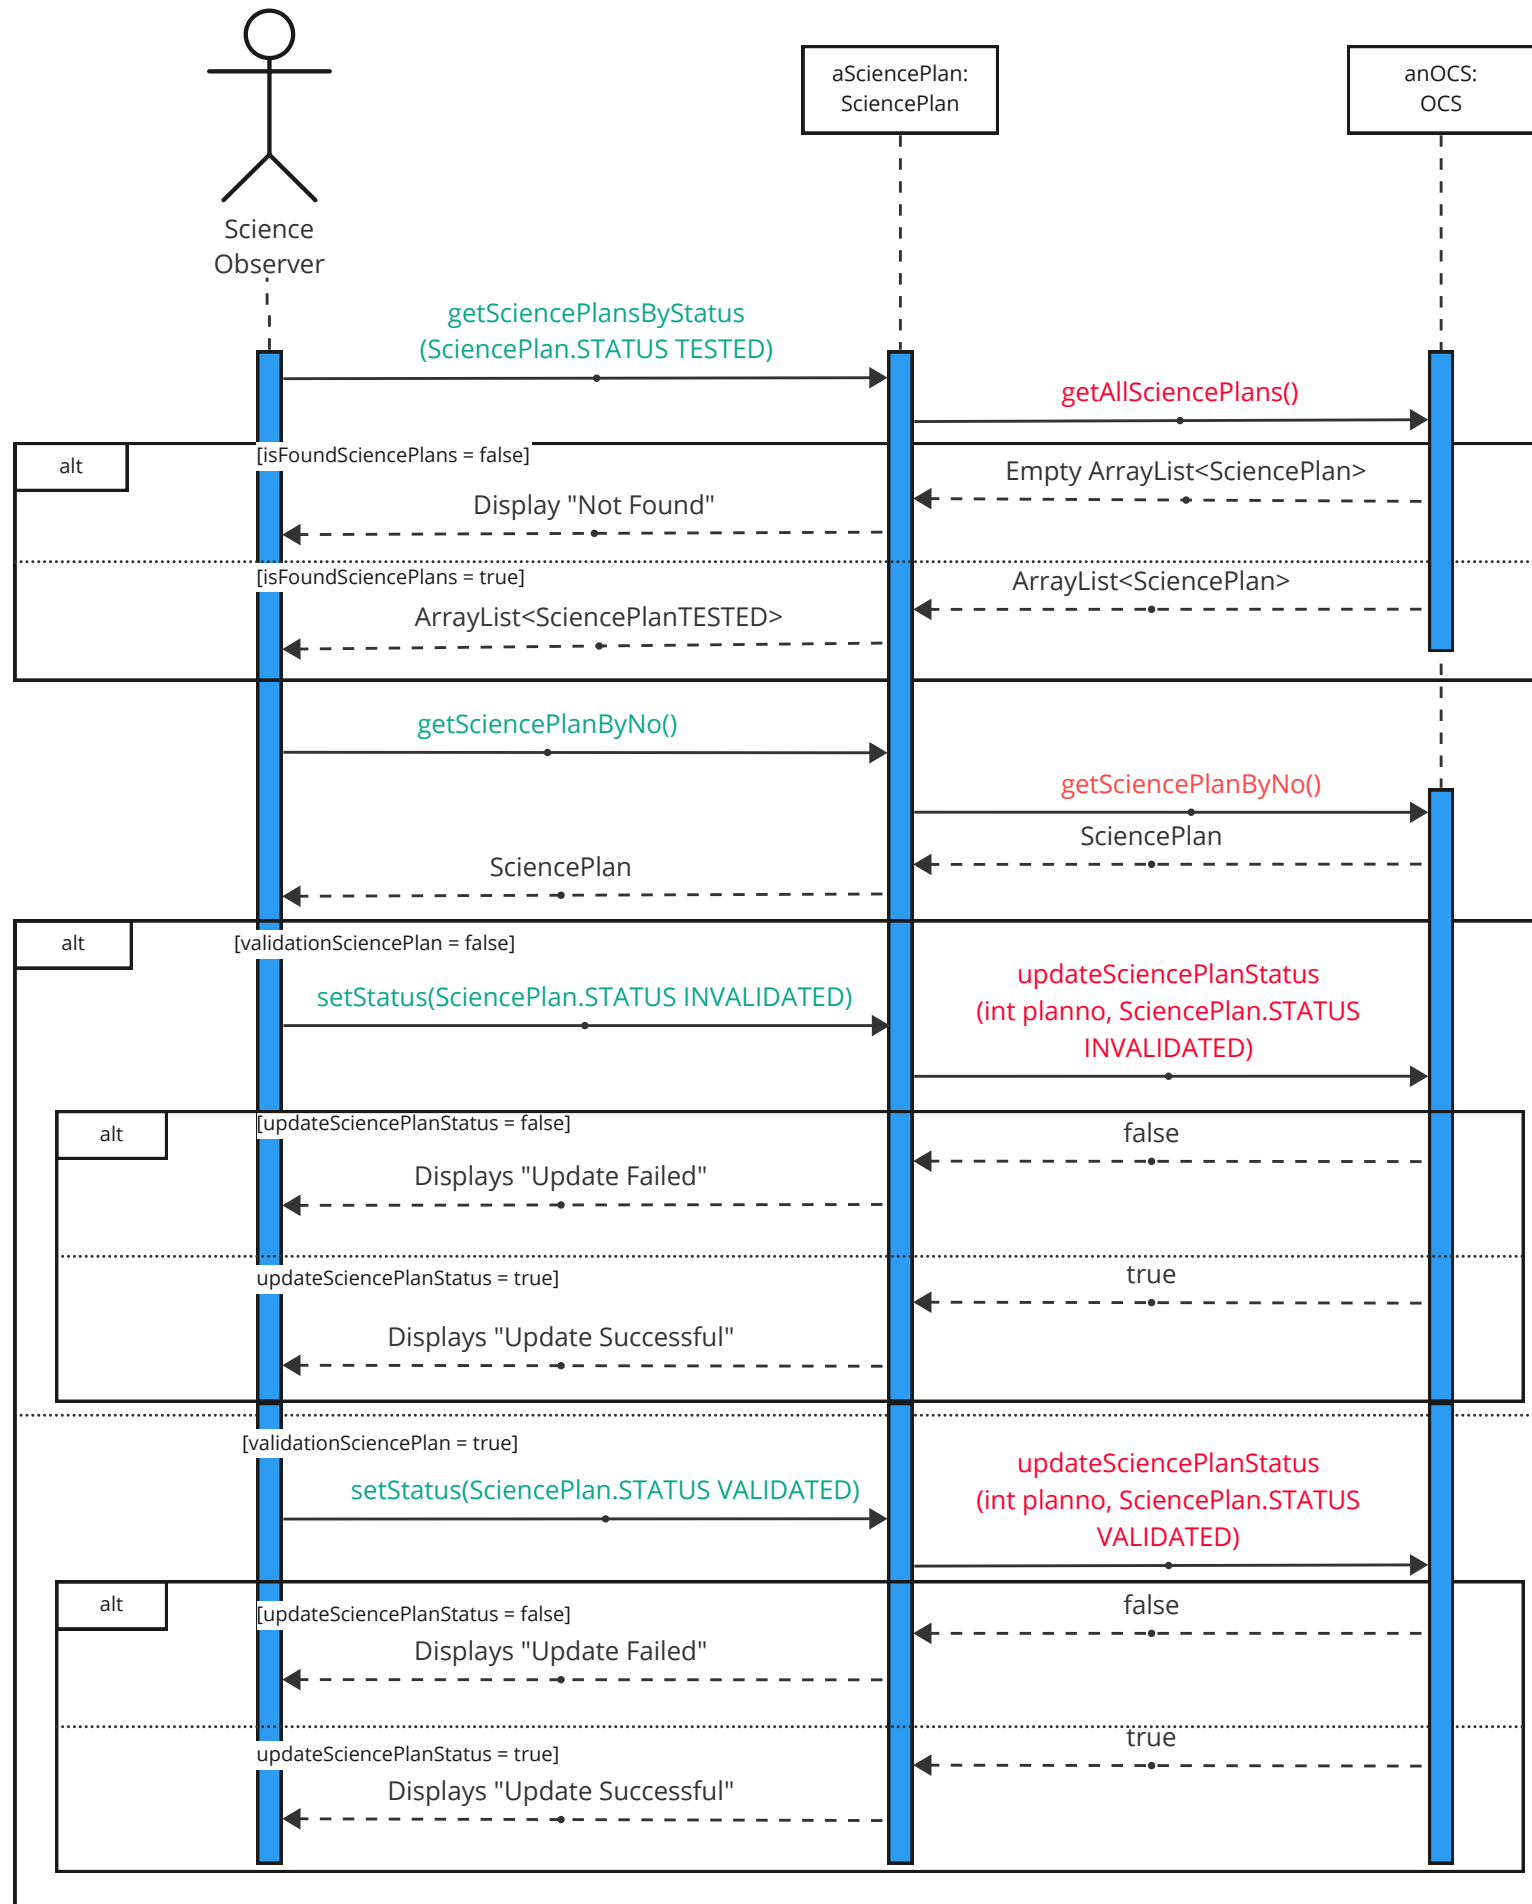 aSciencePlan:
SciencePlan
anOCS:
OCS
Science
Observer
getSciencePlansByStatus
(SciencePlan.STATUS TESTED)
getAllSciencePlans()
alt
[isFoundSciencePlans = false]
Empty ArrayList<SciencePlan>
Display "Not Found"
[isFoundSciencePlans = true]
ArrayList<SciencePlan>
ArrayList<SciencePlanTESTED>
getSciencePlanByNo()
getSciencePlanByNo()
SciencePlan
SciencePlan
alt
[validationSciencePlan = false]
setStatus(SciencePlan.STATUS INVALIDATED)
updateSciencePlanStatus
(int planno, SciencePlan.STATUS
INVALIDATED)
alt
[updateSciencePlanStatus = false]
false
Displays "Update Failed"
updateSciencePlanStatus = true]
true
Displays "Update Successful"
[validationSciencePlan = true]
setStatus(SciencePlan.STATUS VALIDATED)
updateSciencePlanStatus
(int planno, SciencePlan.STATUS
VALIDATED)
alt
[updateSciencePlanStatus = false]
false
Displays "Update Failed"
updateSciencePlanStatus = true]
true
Displays "Update Successful"